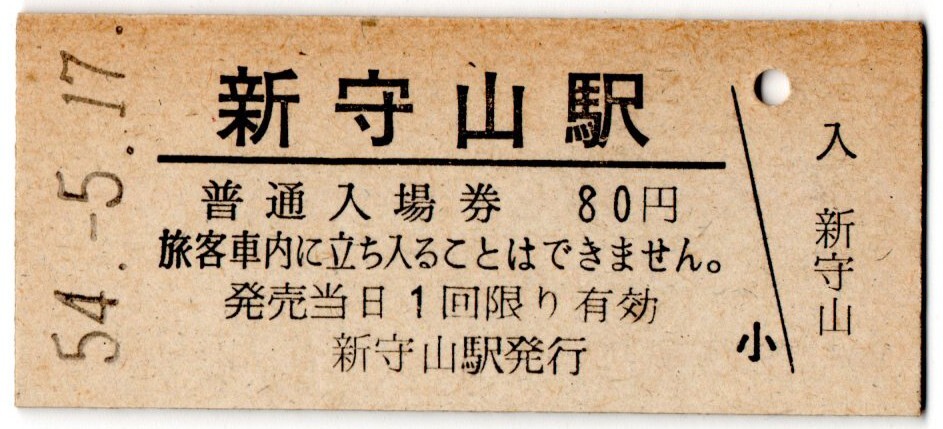 54.-5.17.
新守山駅
普通入場券 80円
旅客車内に立ち入ることはできません。
発売当日1回限り有効
新守山駅発行
小
入 新守山